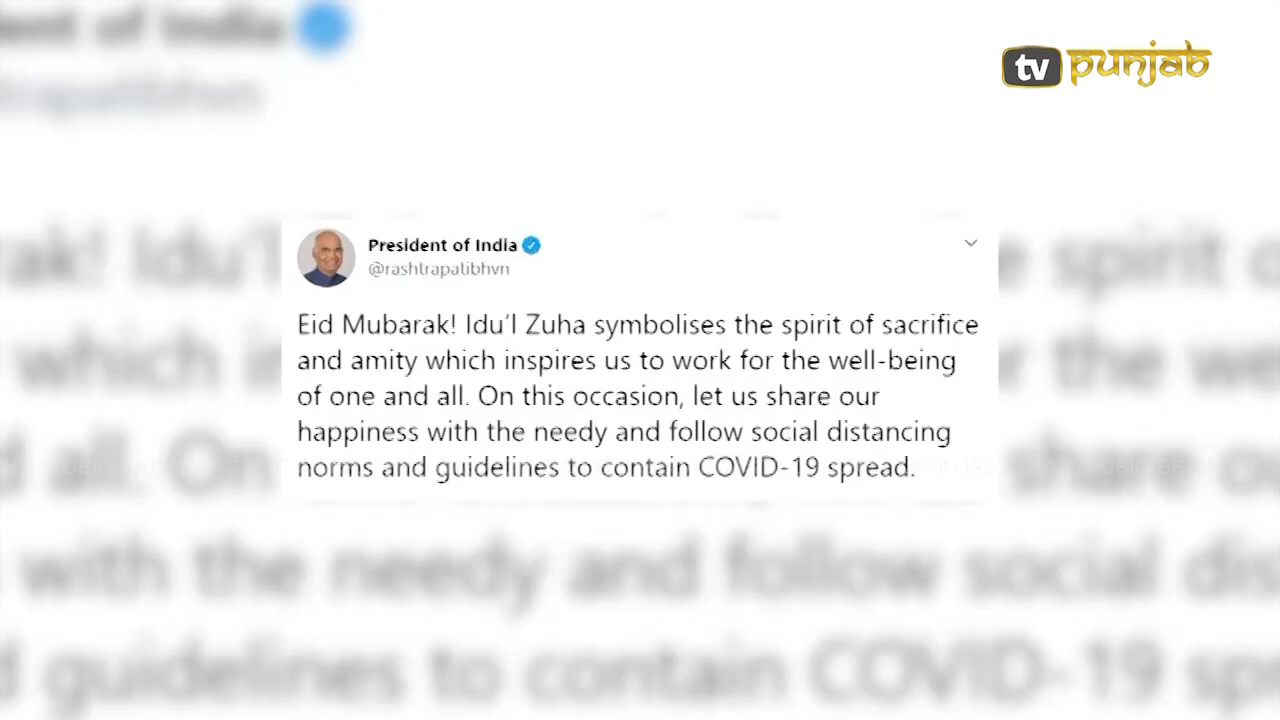 tv punjab
President of India
@rashtrapatibhvn
Eid Mubarak! Idu'l Zuha symbolises the spirit of sacrifice
and amity which inspires us to work for the well-being
of one and all. On this occasion, let us share our
happiness with the needy and follow social distancing
norms and guidelines to contain COVID-19 spread.